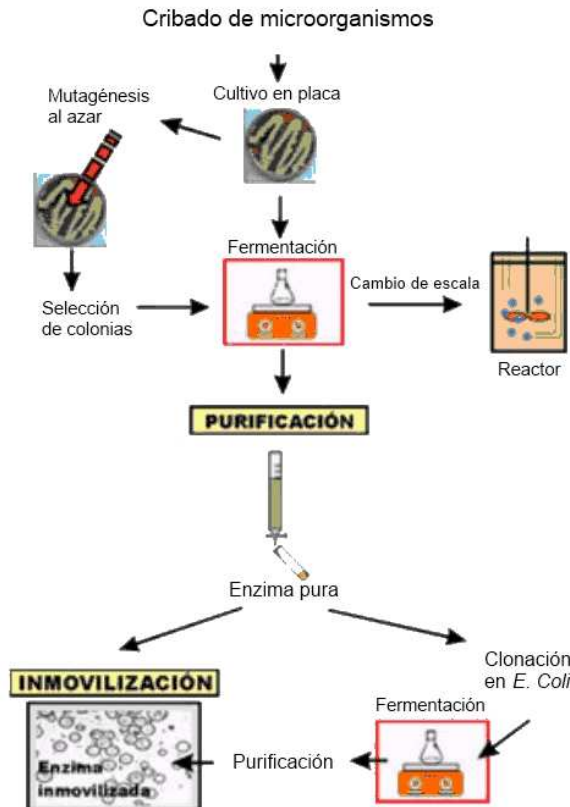 Cribado de microorganismos
Cultivo en placa
Mutagénesis
al azar
Fermentación
Cambio de escala
Selección
de colonias
Reactor
PURIFICACIÓN
Enzima pura
INMOVILIZACIÓN
Clonación
en E. Coli
Fermentación
Purificación
Enzima
inmovilizada